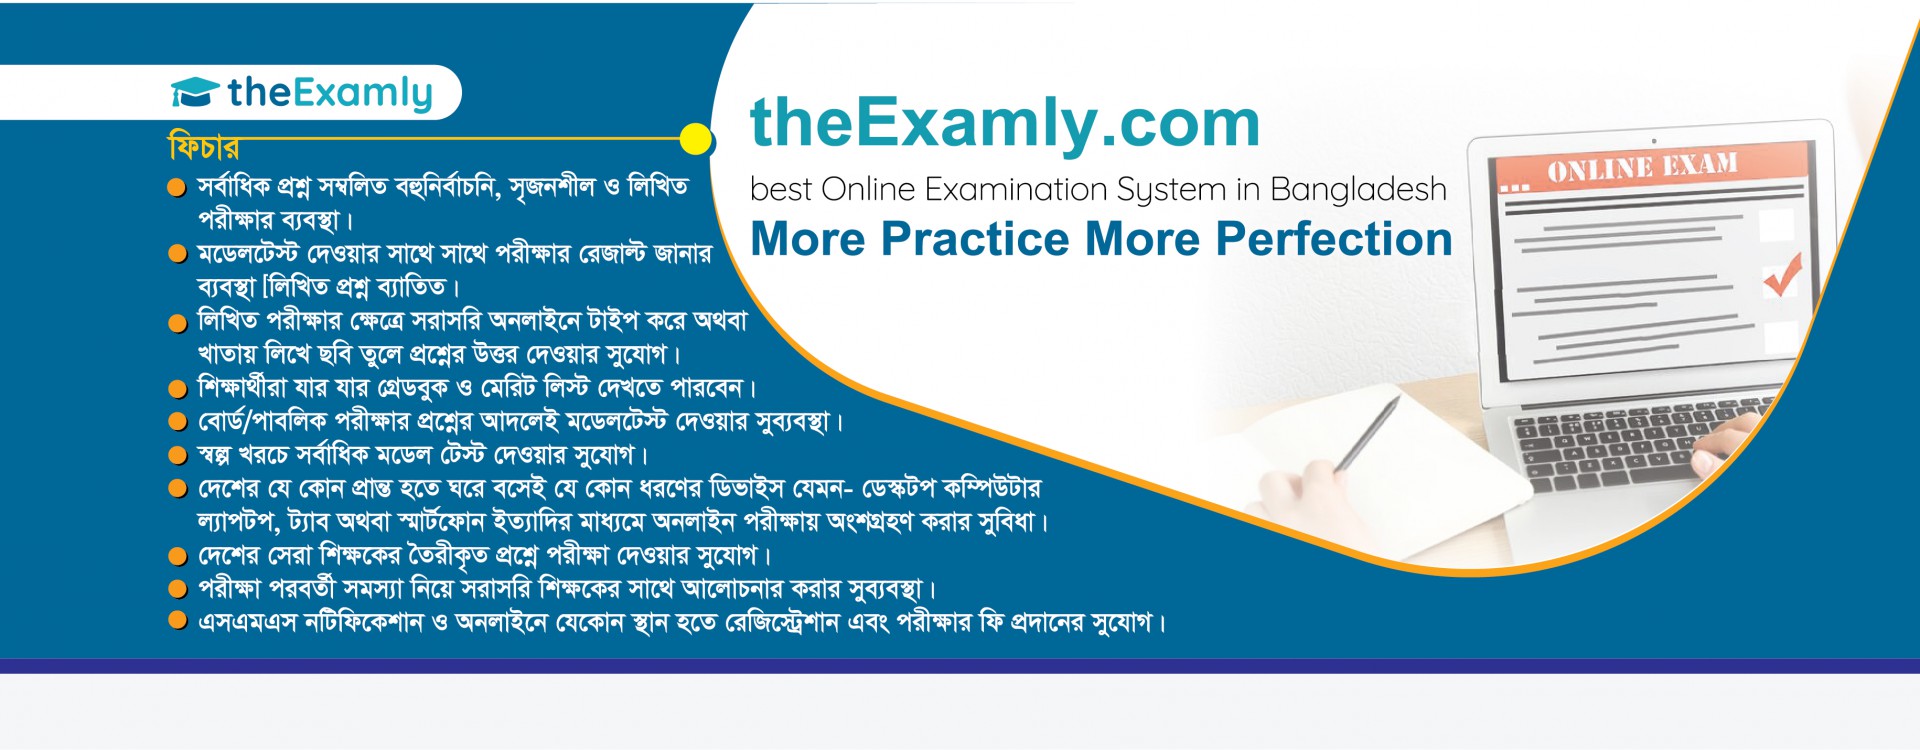 theExamly
ফিচার
সর্বাধিক প্রশ্ন সম্বলিত বহুনির্বাচনি, সৃজনশীল ও লিখিত
পরীক্ষার ব্যবস্থা।
মডেলটেস্ট দেওয়ার সাথে সাথে পরীক্ষার রেজাল্ট জানার
ব্যবস্থা [লিখিত প্রশ্ন ব্যাতিত।
লিখিত পরীক্ষার ক্ষেত্রে সরাসরি অনলাইনে টাইপ করে অথবা
খাতায় লিখে ছবি তুলে প্রশ্নের উত্তর দেওয়ার সুযোগ।
শিক্ষার্থীরা যার যার গ্রেডবুক ও মেরিট লিস্ট দেখতে পারবেন।
বোর্ড/পাবলিক পরীক্ষার প্রশ্নের আদলেই মডেলটেস্ট দেওয়ার সুব্যবস্থা।
স্বল্প খরচে সর্বাধিক মডেল টেস্ট দেওয়ার সুযোগ।
দেশের যে কোন প্রান্ত হতে ঘরে বসেই যে কোন ধরণের ডিভাইস যেমন- ডেস্কটপ কম্পিউটার
ল্যাপটপ, ট্যাব অথবা স্মার্টফোন ইত্যাদির মাধ্যমে অনলাইন পরীক্ষায় অংশগ্রহণ করার সুবিধা।
দেশের সেরা শিক্ষকের তৈরীকৃত প্রশ্নে পরীক্ষা দেওয়ার সুযোগ।
পরীক্ষা পরবর্তী সমস্যা নিয়ে সরাসরি শিক্ষকের সাথে আলোচনার করার সুব্যবস্থা।
এসএমএস নটিফিকেশান ও অনলাইনে যেকোন স্থান হতে রেজিস্ট্রেশান এবং পরীক্ষার ফি প্রদানের সুযোগ।
theExamly.com
best Online Examination System in Bangladesh
More Practice More Perfection
ONLINE EXAM